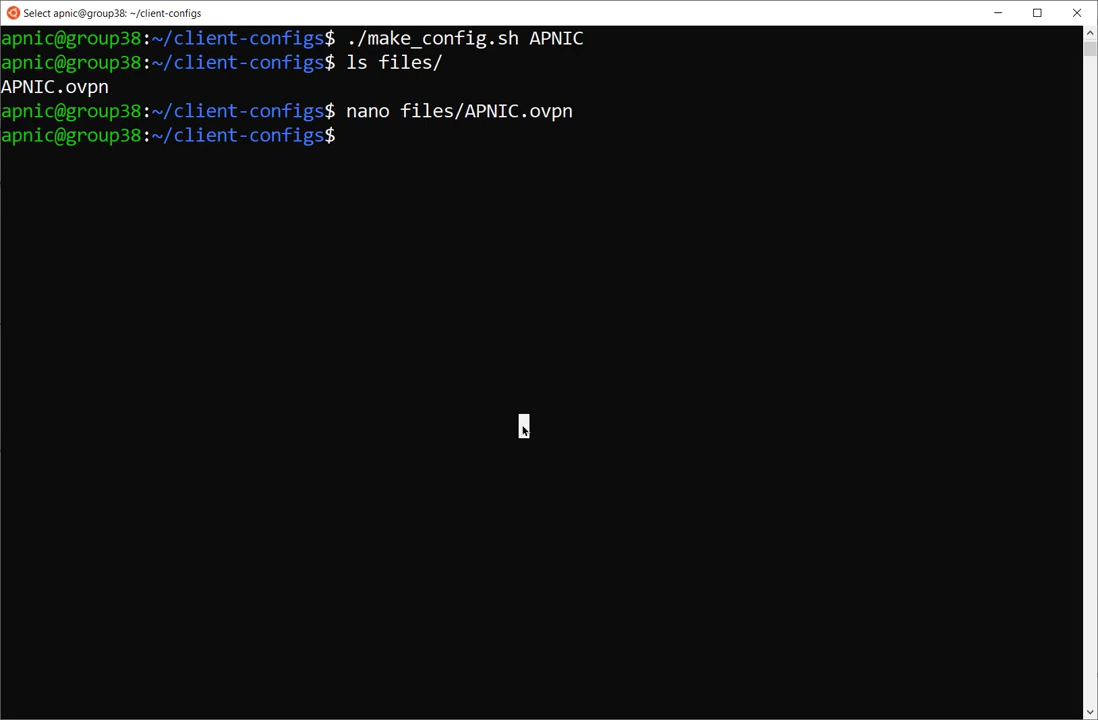 Select apnic@group38: ~/client-configs
apnic@group38:~/client-configs$ ./make_config.sh APNIC
apnic@group38:~/client-configs$ ls files/
APNIC.ovpn
apnic@group38:~/client-configs$ nano files/APNIC.ovpn
apnic@group38:~/client-configs$